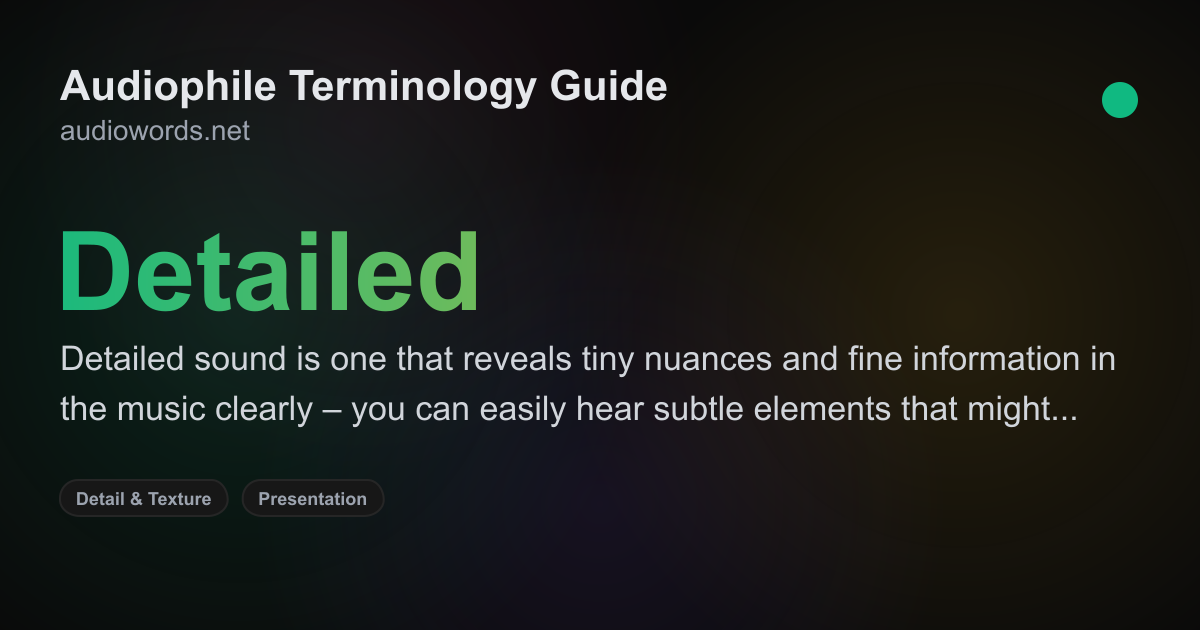 Audiophile Terminology Guide
audiowords.net
Detailed
Detailed sound is one that reveals tiny nuances and fine information in
the music clearly – you can easily hear subtle elements that might...
Detail & Texture
Presentation